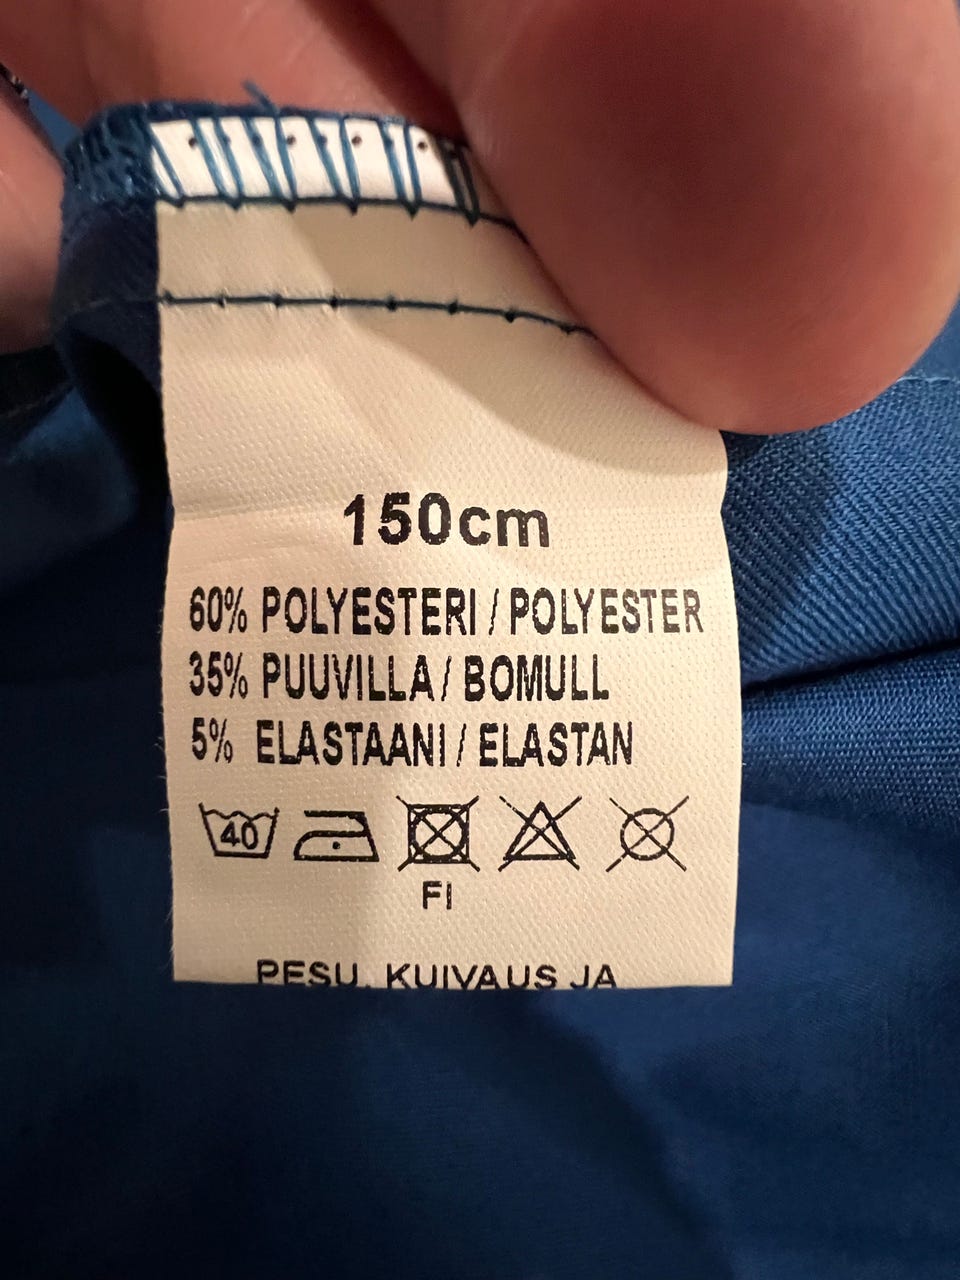 150cm
60% POLYESTERI / POLYESTER
35% PUUVILLA / BOMULL
5% ELASTAANI / ELASTAN
40
FI
PESU, KUIVAUS JA